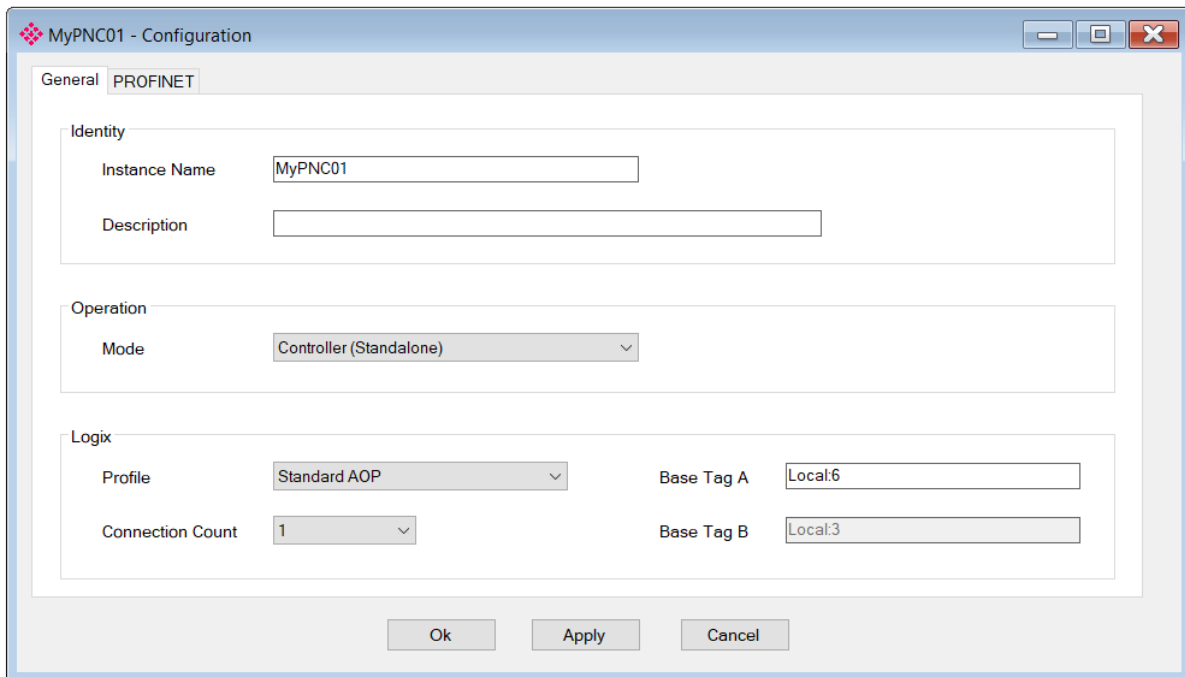 MyPNC01 - Configuration
General PROFINET
Identity
Instance Name MyPNC01
Description
Operation
Mode Controller (Standalone)
Logix
Profile Standard AOP Base Tag A Local:6
Connection Count 1 Base Tag B Local:3
Ok Apply Cancel